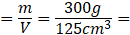 = m/V = 300g/125cm³ =